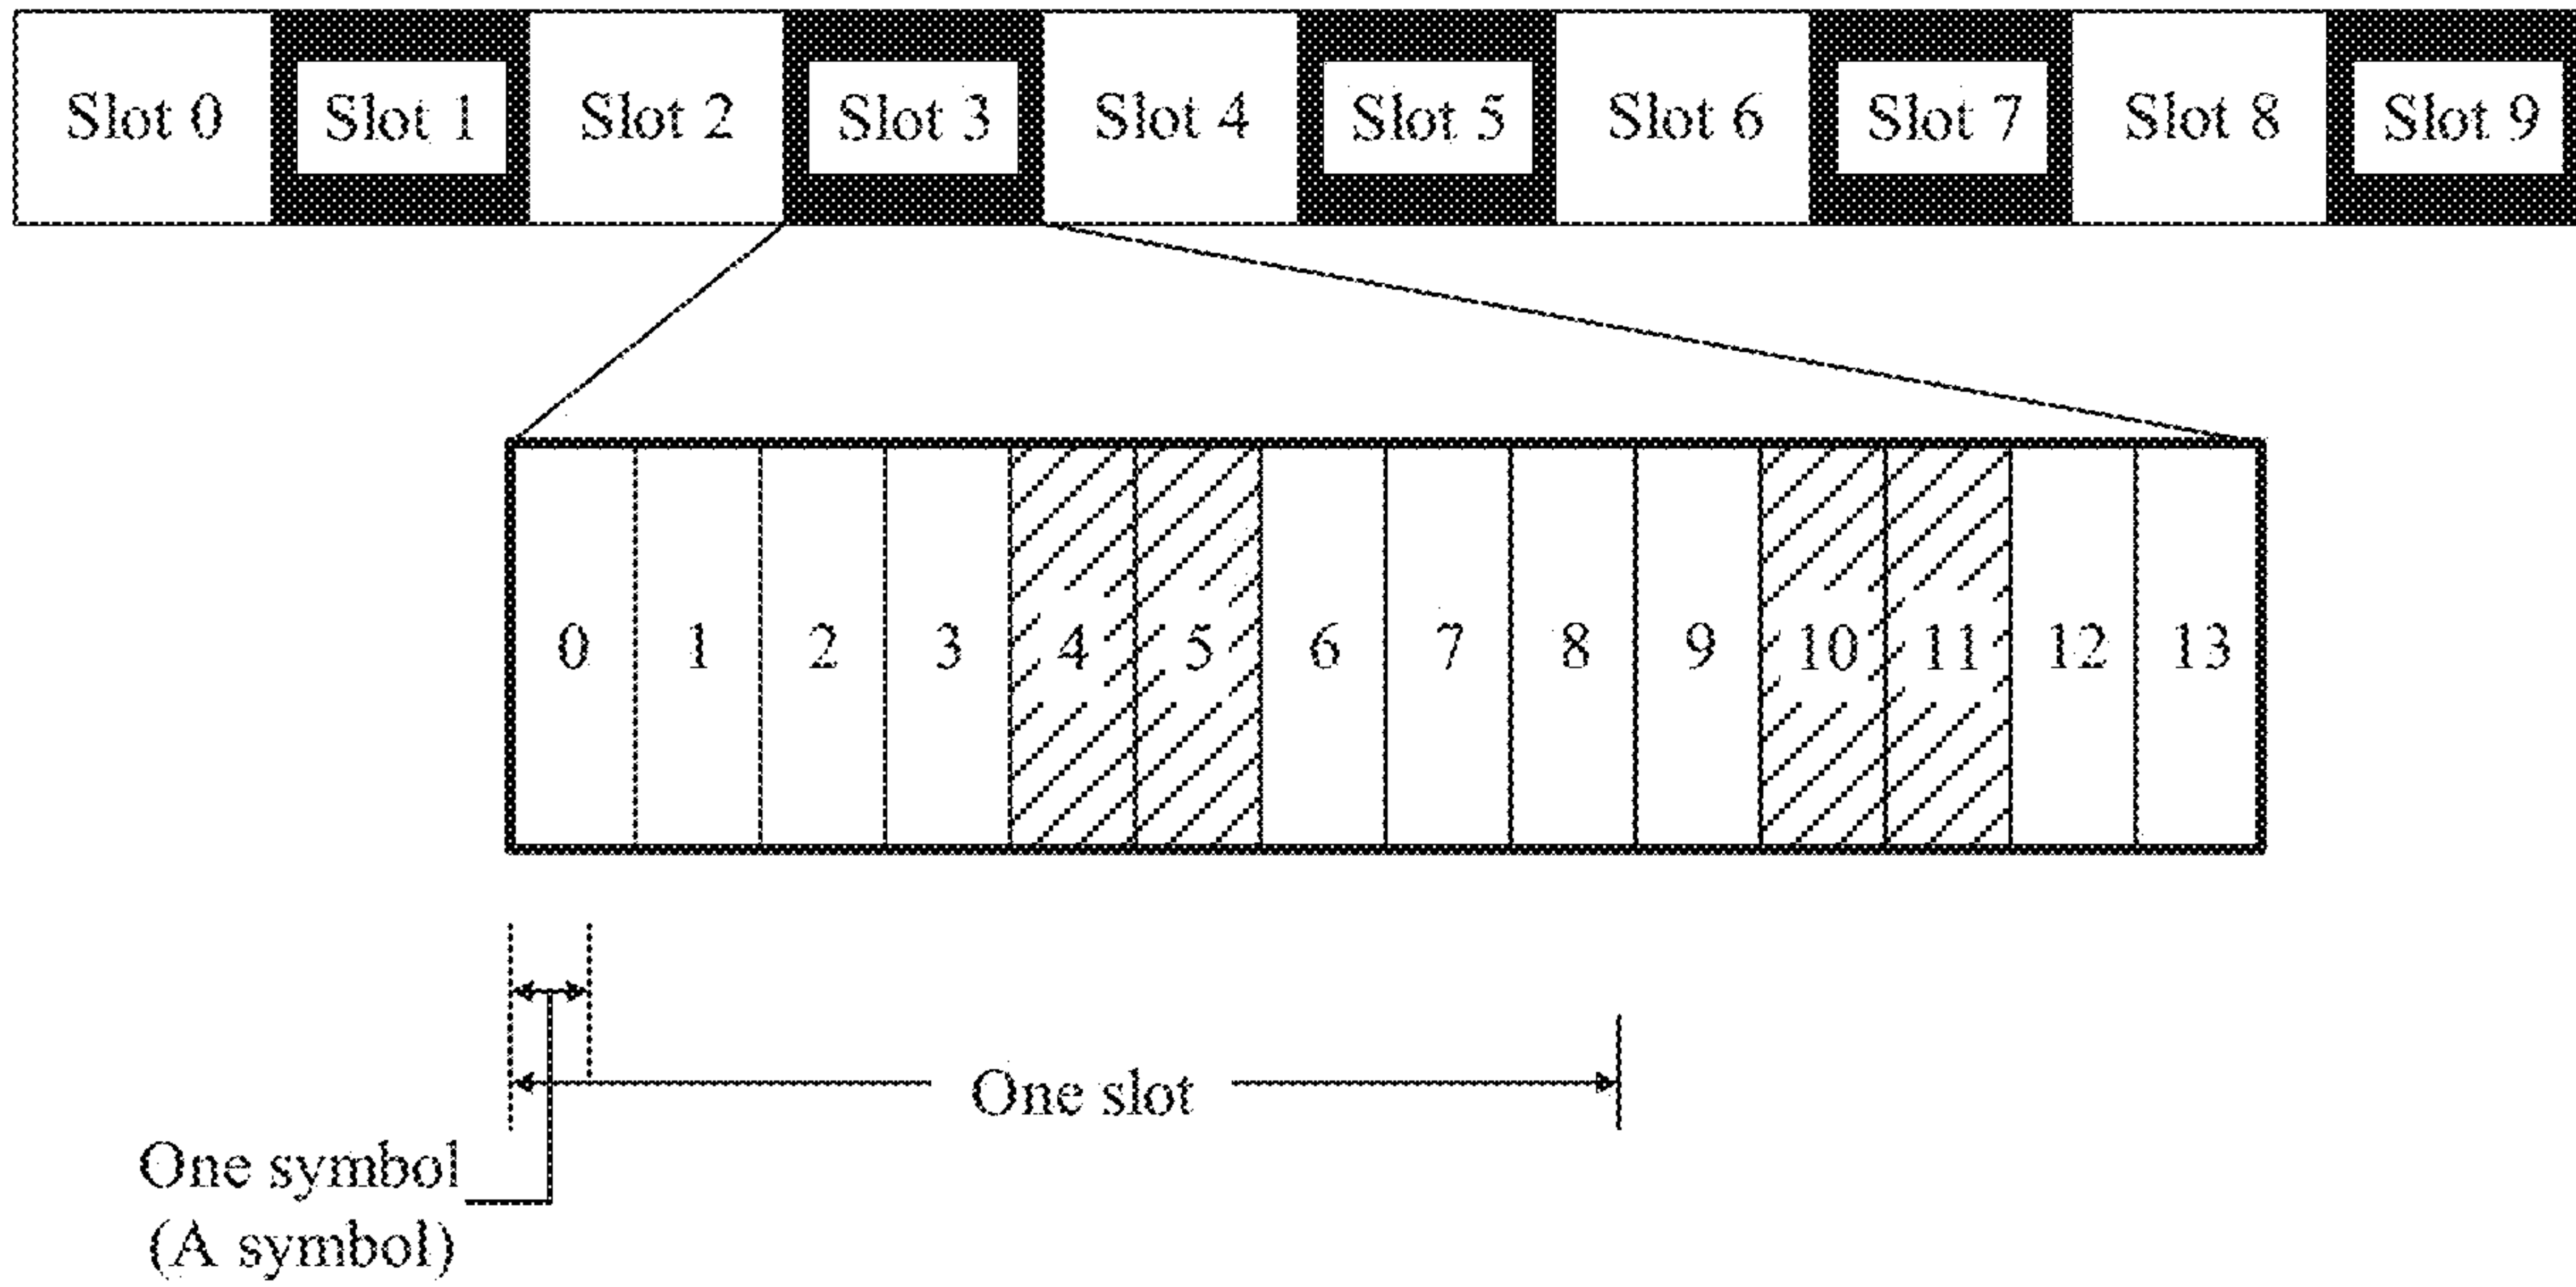 Slot 0 Slot 1 Slot 2 Slot 3 Slot 4 Slot 5 Slot 6 Slot 7 Slot 8 Slot 9
0 1 2 3 4 5 6 7 8 9 10 11 12 13
One slot
One symbol
(A symbol)